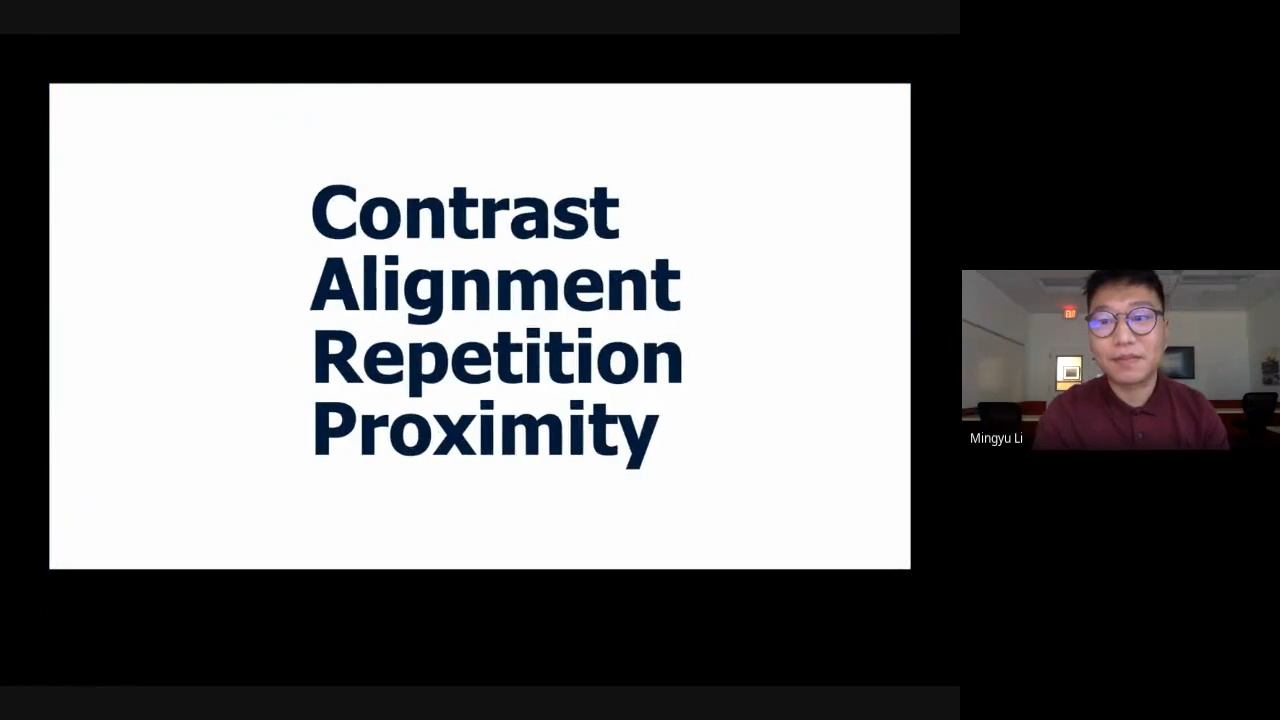 Contrast
Alignment
Repetition
Proximity
Mingyu Li